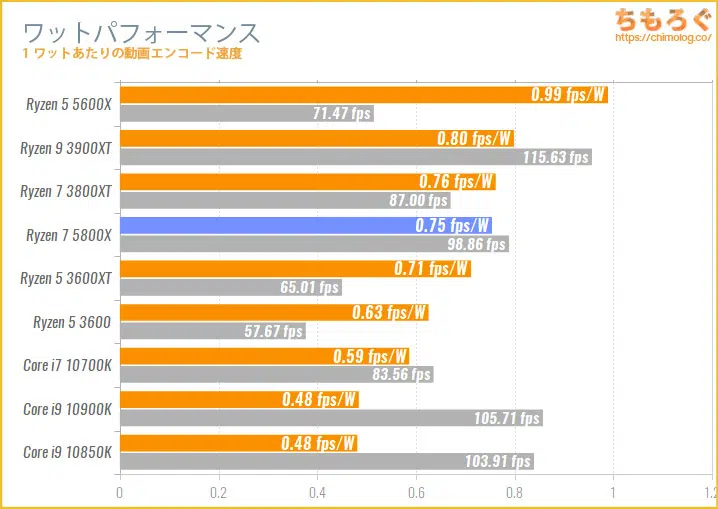 ワットパフォーマンス
1 ワットあたりの動画エンコード速度
ちもろぐ
https://chimolog.co/
Ryzen 5 5600X
0.99 fps/W
71.47 fps
Ryzen 9 3900XT
0.80 fps/W
115.63 fps
Ryzen 7 3800XT
0.76 fps/W
87.00 fps
Ryzen 7 5800X
0.75 fps/W
98.86 fps
Ryzen 5 3600XT
0.71 fps/W
65.01 fps
Ryzen 5 3600
0.63 fps/W
57.67 fps
Core i7 10700K
0.59 fps/W
83.56 fps
Core i9 10900K
0.48 fps/W
105.71 fps
Core i9 10850K
0.48 fps/W
103.91 fps
0 0.2 0.4 0.6 0.8 1 1.2